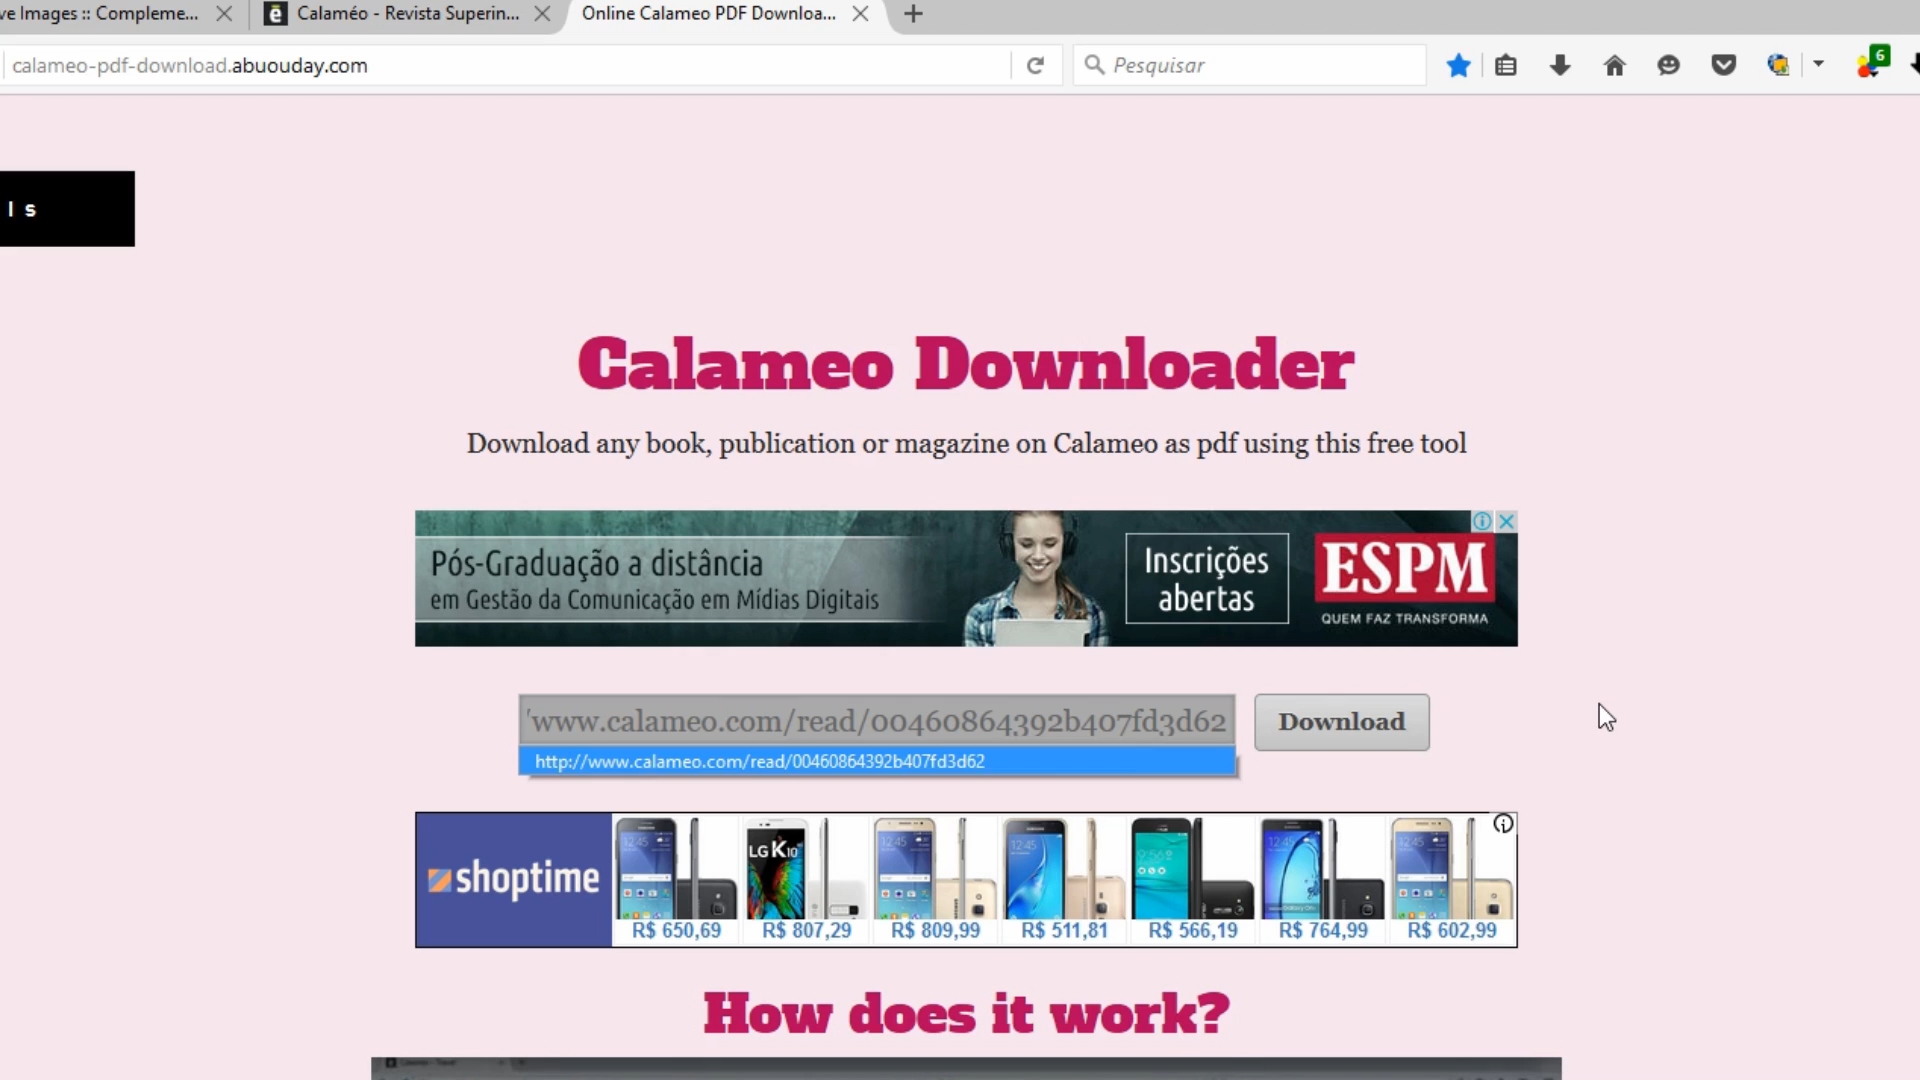 ve Images :: Compleme...
Calaméo - Revista Superin...
Online Calameo PDF Downloa...
calameo-pdf-download.abuouday.com
Pesquisar
6
ls
Calameo Downloader
Download any book, publication or magazine on Calameo as pdf using this free tool
Pós-Graduação a distância
em Gestão da Comunicação em Mídias Digitais
Inscrições
abertas
ESPM
QUEM FAZ TRANSFORMA
www.calameo.com/read/00460864392b407fd3d62
Download
http://www.calameo.com/read/00460864392b407fd3d62
shoptime
LG K10
R$ 650,69
R$ 807,29
R$ 809,99
R$ 511,81
R$ 566,19
R$ 764,99
R$ 602,99
How does it work?